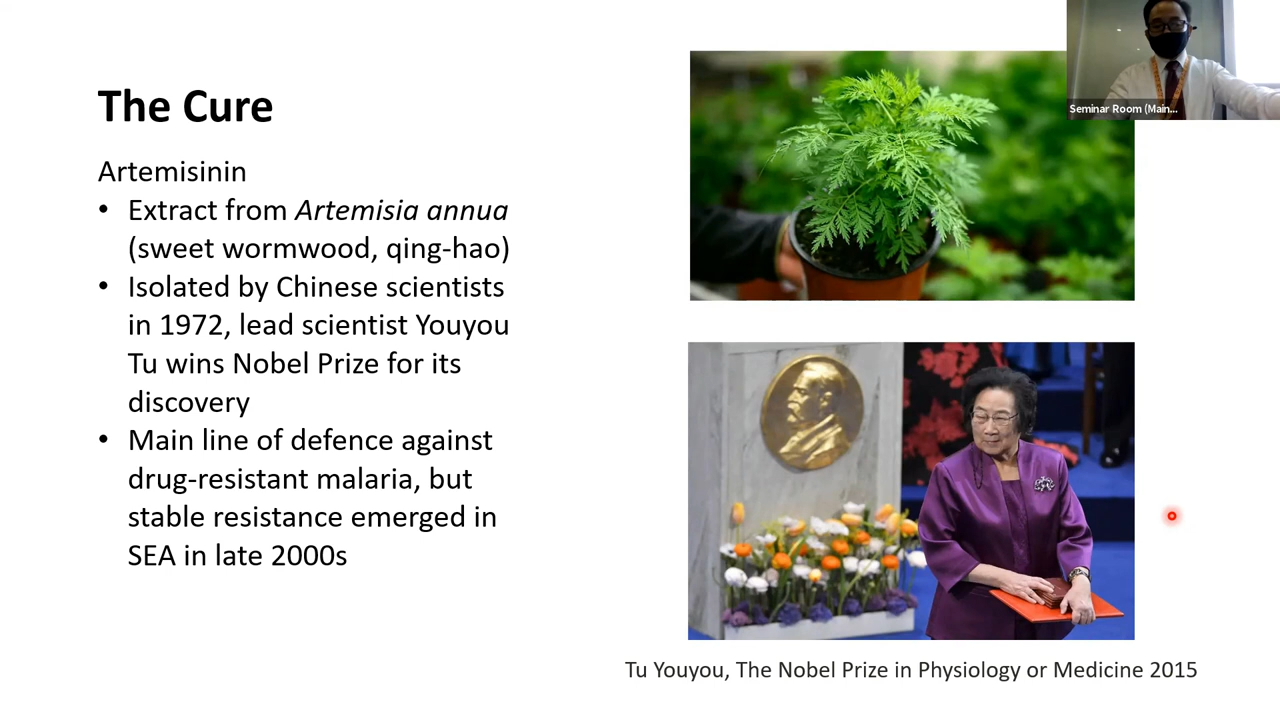 The Cure
Artemisinin
• Extract from Artemisia annua
(sweet wormwood, qing-hao)
• Isolated by Chinese scientists
in 1972, lead scientist Youyou
Tu wins Nobel Prize for its
discovery
• Main line of defence against
drug-resistant malaria, but
stable resistance emerged in
SEA in late 2000s
Seminar Room (Main...
Tu Youyou, The Nobel Prize in Physiology or Medicine 2015